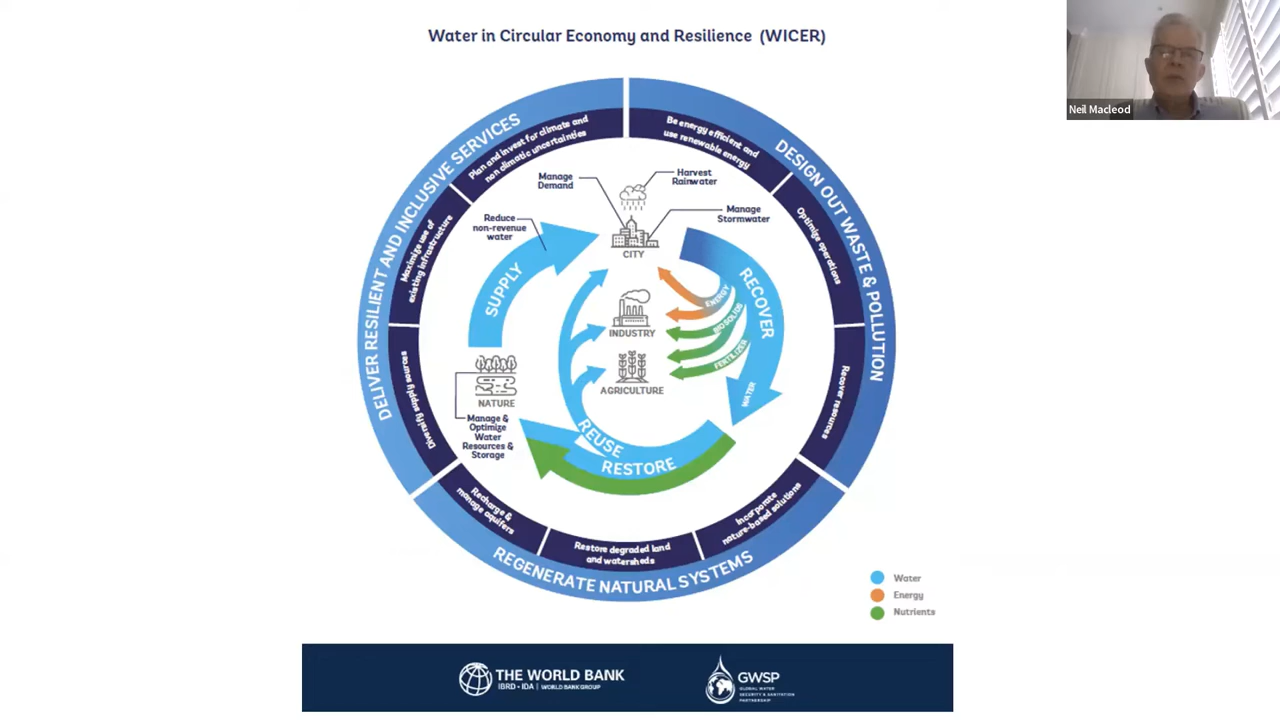 Water in Circular Economy and Resilience (WICER)
Neil Macleod
DELIVER RESILIENT AND INCLUSIVE SERVICES
Plan and invest for climate and
non climatic uncertainties
Maximize use of
existing infrastructure
Diversify supply sources
DESIGN OUT WASTE & POLLUTION
Be energy efficient and
use renewable energy
Optimize operations
Recover resources
REGENERATE NATURAL SYSTEMS
Incorporate
nature-based solutions
Restore degraded land
and watersheds
Recharge &
manage aquifers
Manage
Demand
Harvest
Rainwater
Manage
Stormwater
Reduce
non-revenue
water
CITY
SUPPLY
RECOVER
ENERGY
BIOSOLIDS
FERTILIZER
WATER
INDUSTRY
AGRICULTURE
NATURE
Manage &
Optimize
Water
Resources &
Storage
REUSE
RESTORE
Water
Energy
Nutrients
THE WORLD BANK
IBRD • IDA | WORLD BANK GROUP
GWSP
GLOBAL WATER
SECURITY & SANITATION
PARTNERSHIP